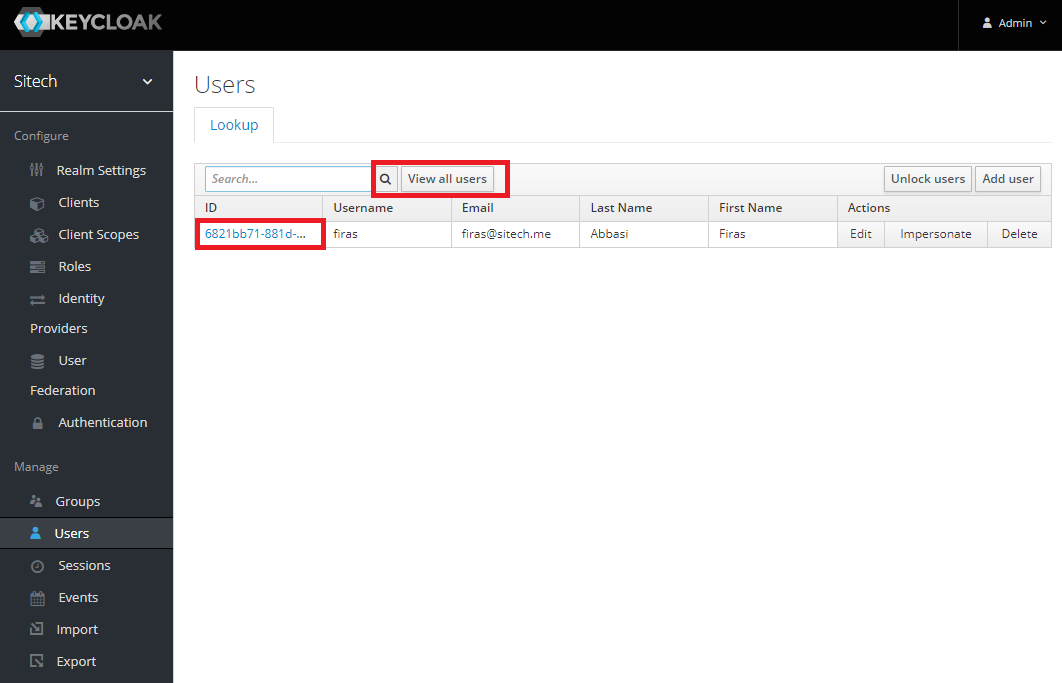 KEYCLOAK
Admin
Sitech
Configure
Realm Settings
Clients
Client Scopes
Roles
Identity
Providers
User
Federation
Authentication
Manage
Groups
Users
Sessions
Events
Import
Export
Users
Lookup
Search...
View all users
Unlock users
Add user
ID Username Email Last Name First Name Actions
6821bb71-881d-... firas firas@sitech.me Abbasi Firas Edit Impersonate Delete